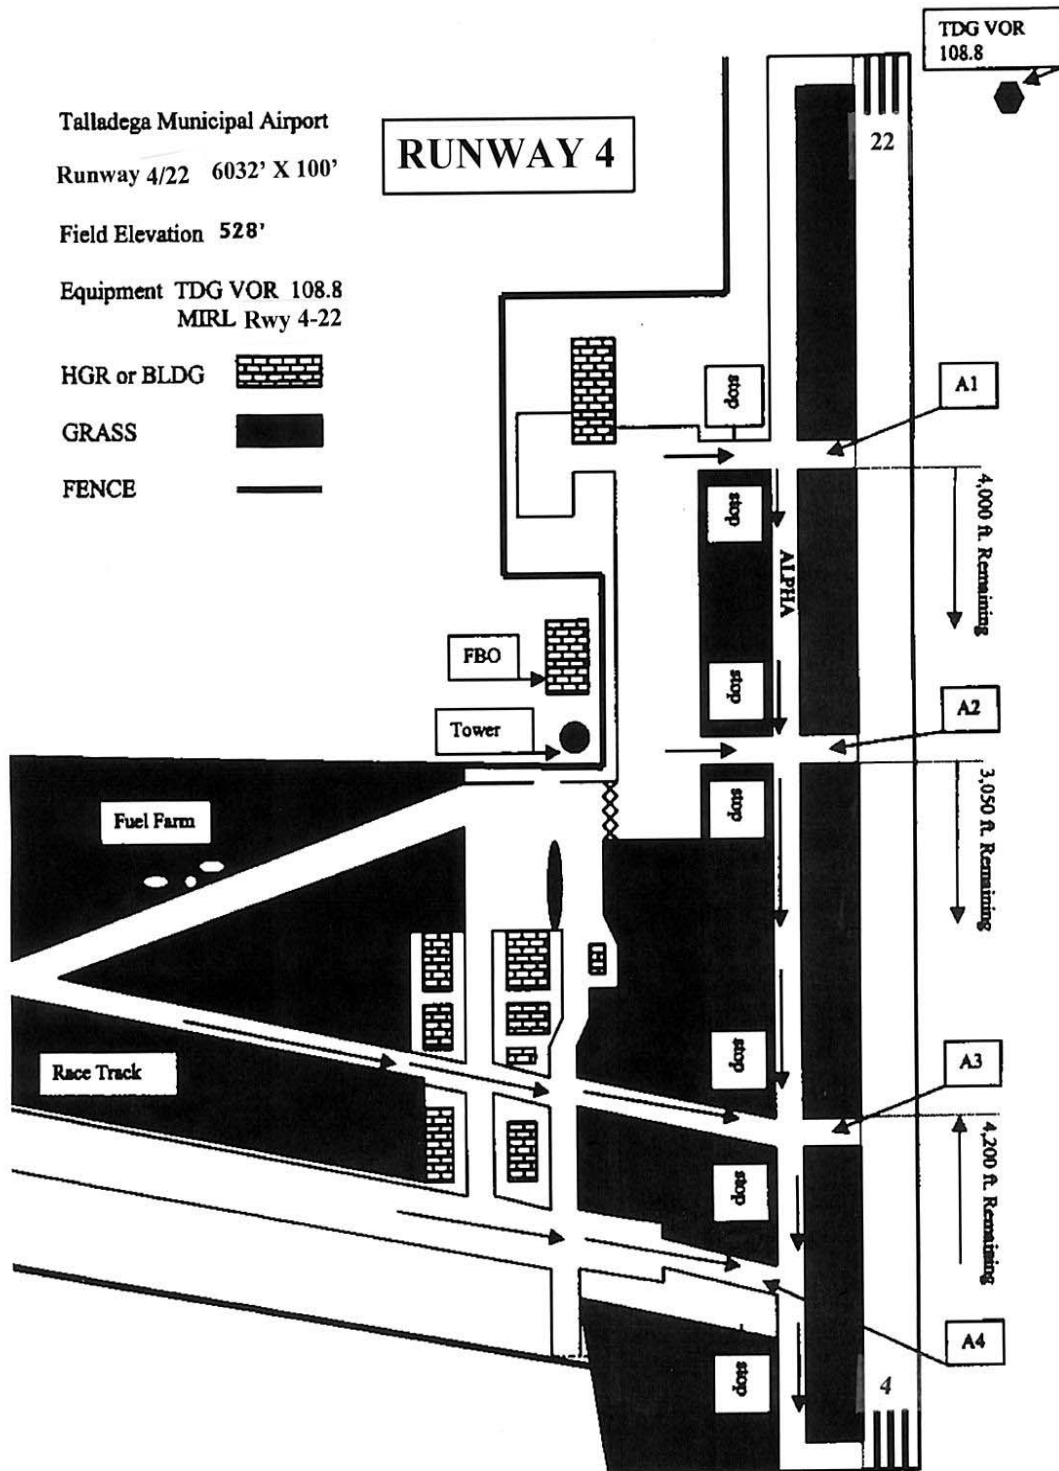 TDG VOR
108.8
Talladega Municipal Airport
RUNWAY 4
Runway 4/22 6032' X 100'
22
Field Elevation 528'
Equipment TDG VOR 108.8
MIRL Rwy 4-22
HGR or BLDG
stop
A1
GRASS
FENCE
stop
4,000 ft. Remaining
ALPHA
FBO
stop
Tower
A2
stop
3,050 ft. Remaining
Fuel Farm
stop
Race Track
A3
stop
4,200 ft. Remaining
A4
stop
4